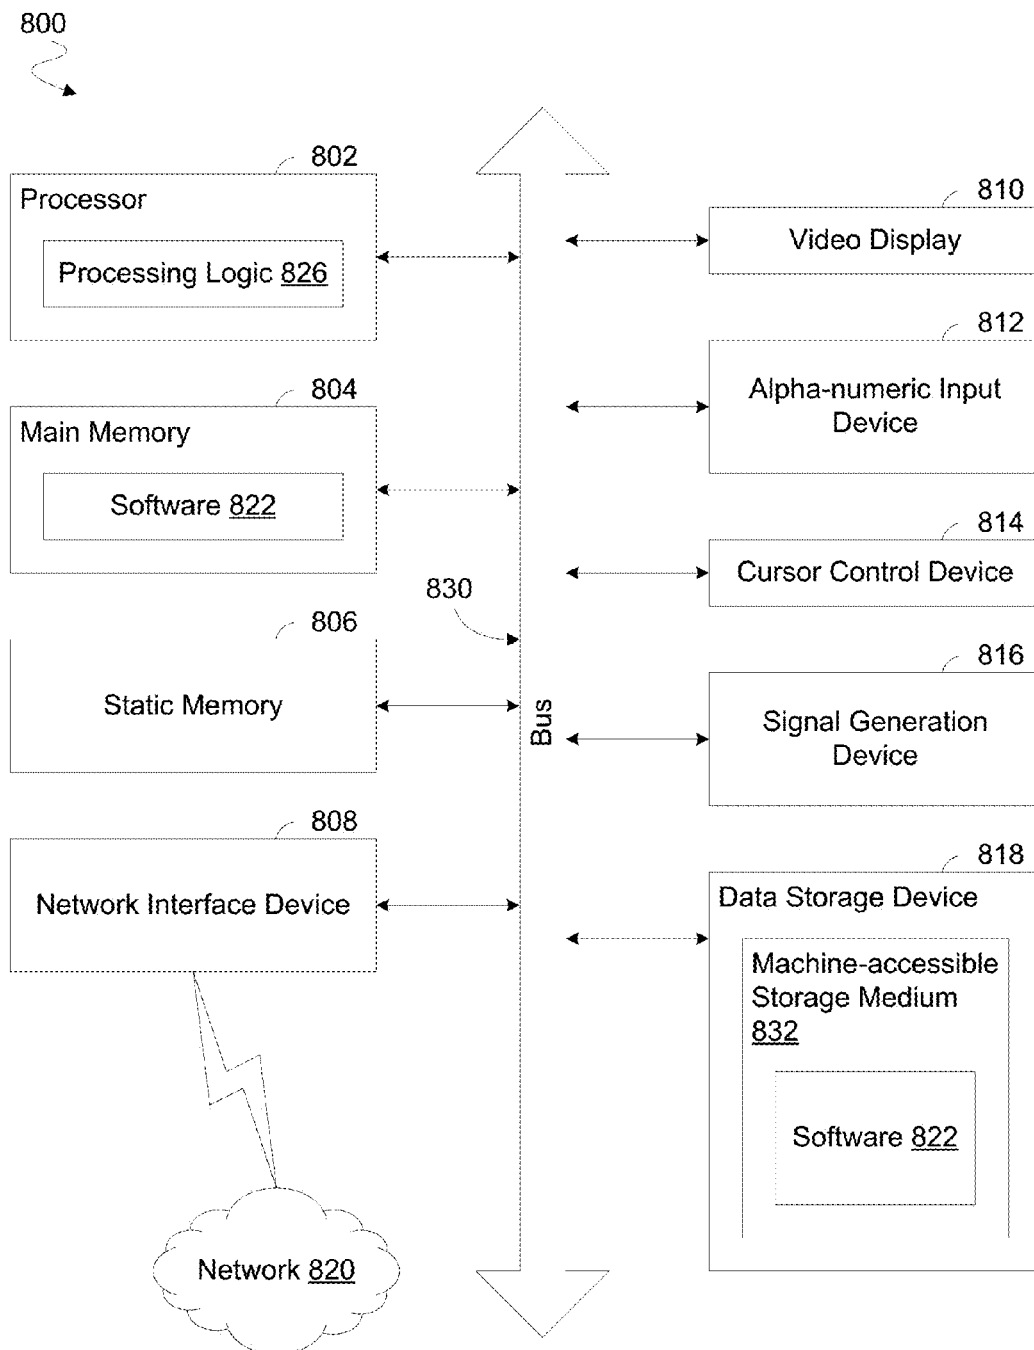 800
802
Processor
Processing Logic 826
804
Main Memory
Software 822
830
806
Static Memory
808
Network Interface Device
Network 820
Bus
810
Video Display
812
Alpha-numeric Input
Device
814
Cursor Control Device
816
Signal Generation
Device
818
Data Storage Device
Machine-accessible
Storage Medium
832
Software 822